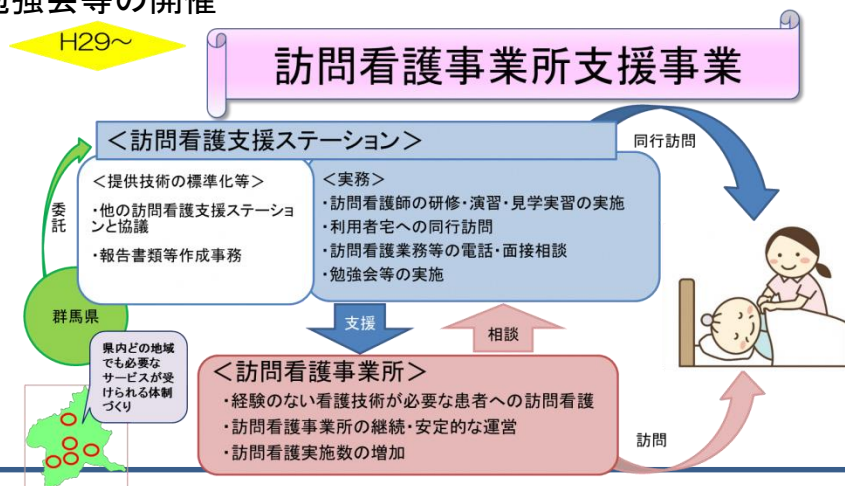 勉強会等の開催
H29～
訪問看護事業所支援事業
＜訪問看護支援ステーション＞
同行訪問
＜提供技術の標準化等＞
・他の訪問看護支援ステーショ
ンと協議
・報告書類等作成事務
＜実務＞
・訪問看護師の研修・演習・見学実習の実施
・利用者宅への同行訪問
・訪問看護業務等の電話・面接相談
・勉強会等の実施
委託
群馬県
支援
相談
県内どの地域
でも必要な
サービスが受
けられる体制
づくり
＜訪問看護事業所＞
・経験のない看護技術が必要な患者への訪問看護
・訪問看護事業所の継続・安定的な運営
・訪問看護実施数の増加
訪問